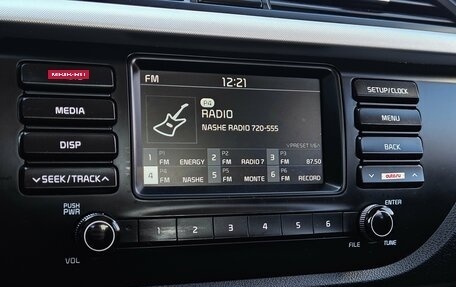 FM 12:21
SETUP/CLOCK
MEDIA
P4
RADIO
MENU
NASHE RADIO 720-555
DISP
PRESET 1/6
BACK
1 P1 FM ENERGY 2 P2 FM RADIO 7 3 P3 FM 87.50
SEEK/TRACK
4 P4 FM NASHE 5 P5 FM MONTE 6 P6 FM RECORD
PUSH
PWR
ENTER
1 2 3 4 5 6
VOL
FILE TUNE